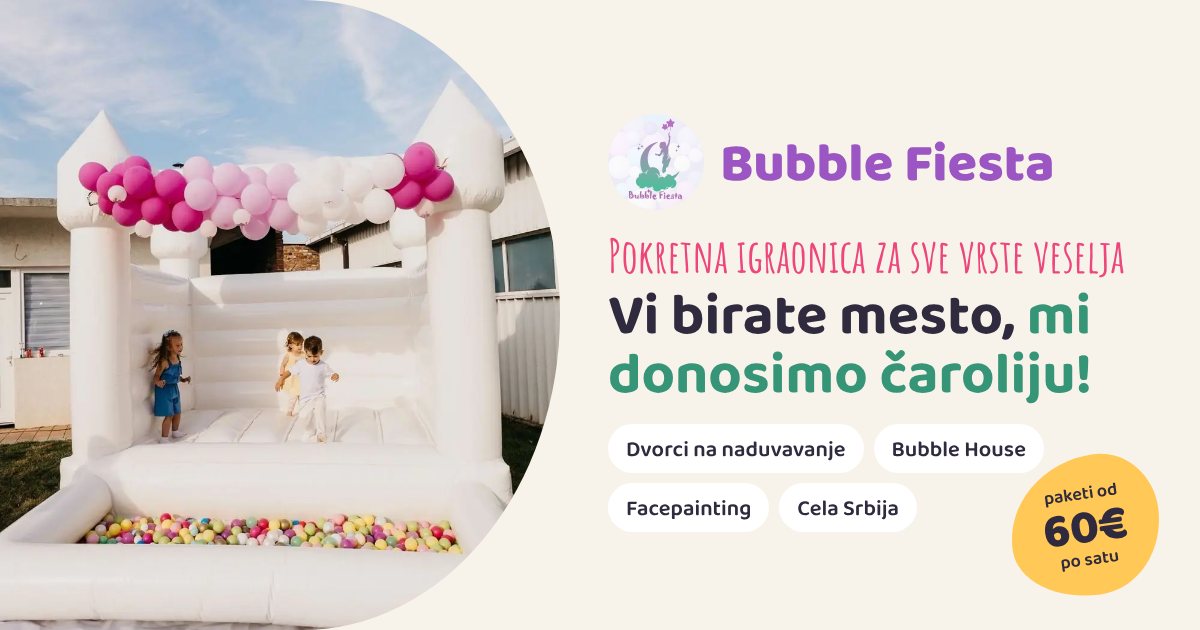 Bubble Fiesta
Bubble Fiesta
Pokretna igraonica za sve vrste veselja
Vi birate mesto, mi
donosimo čaroliju!
Dvorci na naduvavanje
Bubble House
Facepainting
Cela Srbija
paketi od
60€
po satu